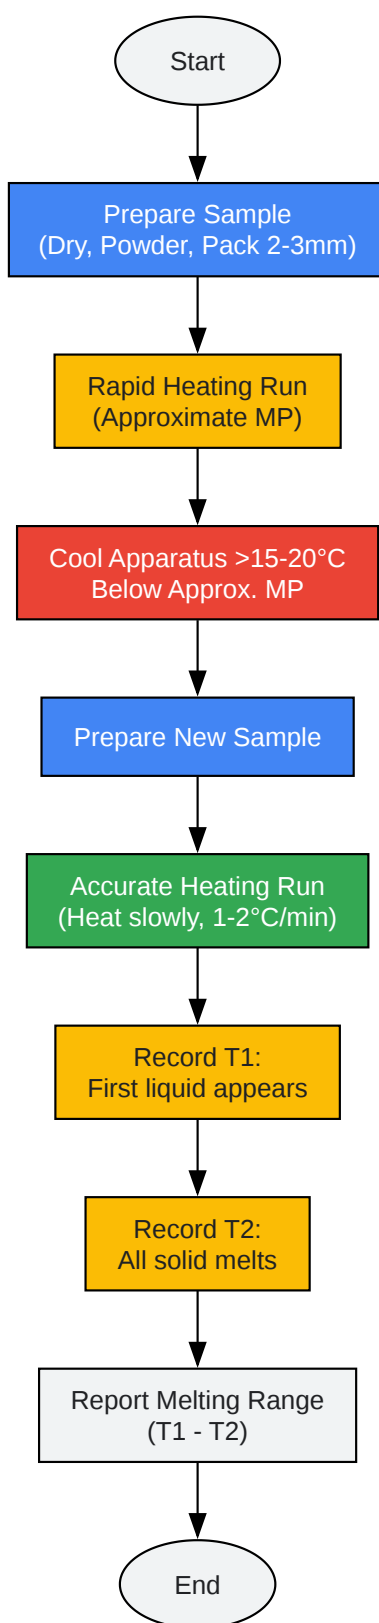 Start
Prepare Sample
(Dry, Powder, Pack 2-3mm)
Rapid Heating Run
(Approximate MP)
Cool Apparatus >15-20°C
Below Approx. MP
Prepare New Sample
Accurate Heating Run
(Heat slowly, 1-2°C/min)
Record T1:
First liquid appears
Record T2:
All solid melts
Report Melting Range
(T1 - T2)
End